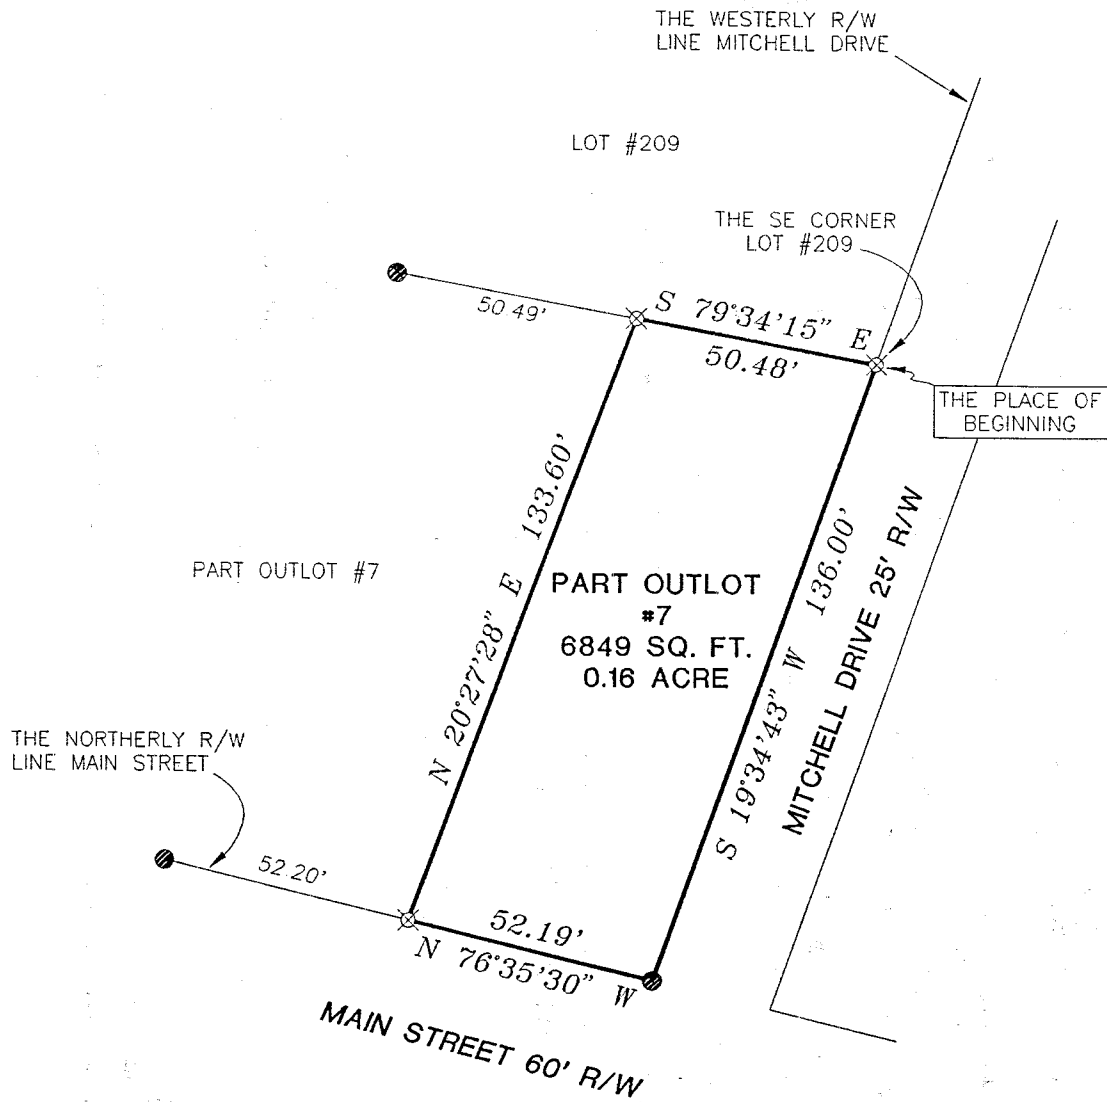 THE WESTERLY R/W
LINE MITCHELL DRIVE
LOT #209
THE SE CORNER
LOT #209
50.49'
S 79°34'15" E
50.48'
THE PLACE OF
BEGINNING
N 20°27'28" E 133.60'
S 19°34'43" W 136.00'
MITCHELL DRIVE 25' R/W
PART OUTLOT #7
PART OUTLOT
#7
6849 SQ. FT.
0.16 ACRE
THE NORTHERLY R/W
LINE MAIN STREET
52.20'
52.19'
N 76°35'30" W
MAIN STREET 60' R/W